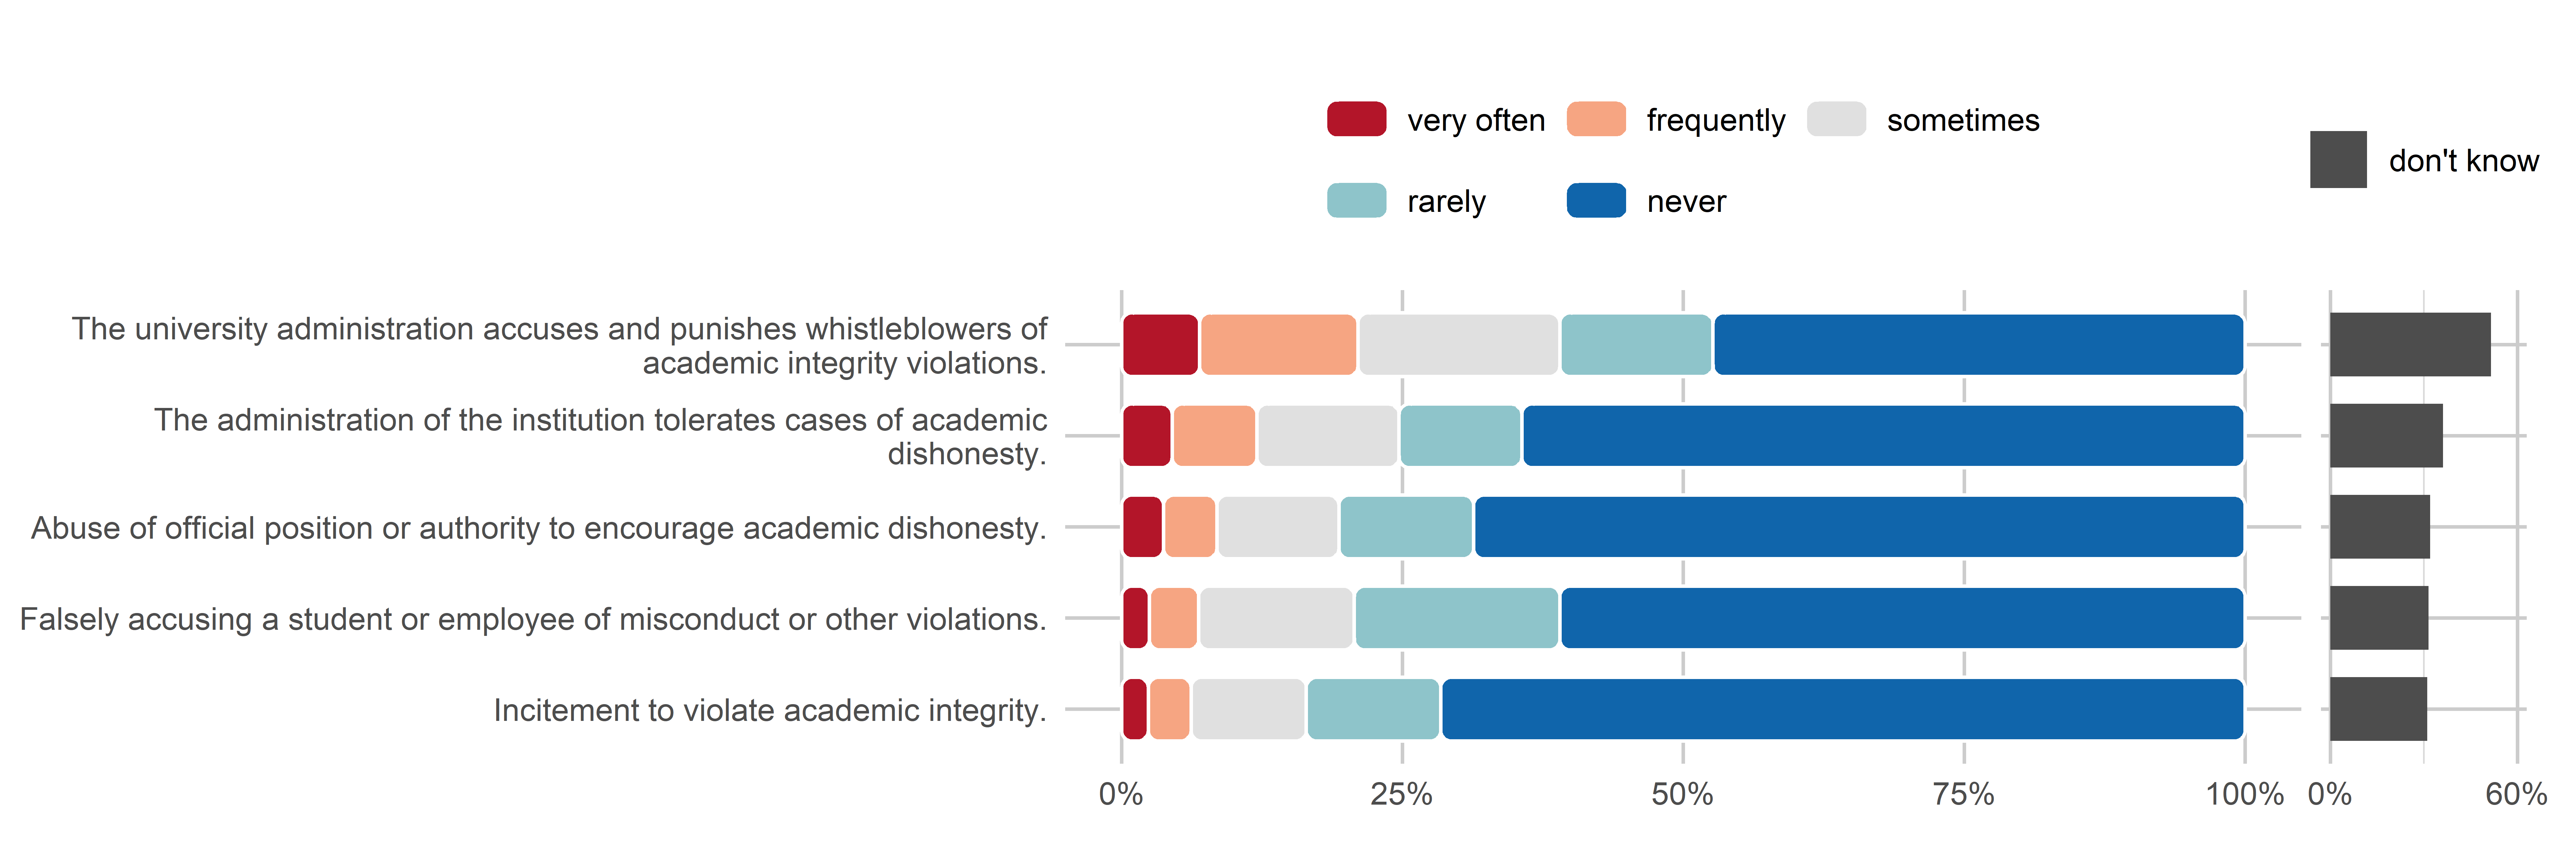 very often
frequently
sometimes
rarely
never
don't know
The university administration accuses and punishes whistleblowers of
academic integrity violations.
The administration of the institution tolerates cases of academic
dishonesty.
Abuse of official position or authority to encourage academic dishonesty.
Falsely accusing a student or employee of misconduct or other violations.
Incitement to violate academic integrity.
0% 25% 50% 75% 100% 0% 60%